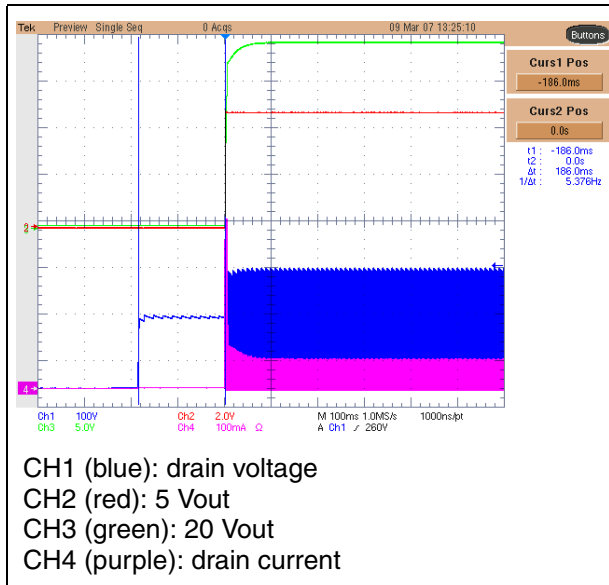 Tek Preview Single Seq 0 Acqs 09 Mar 07 13:25:10
Buttons
Curs1 Pos
-186.0ms
Curs2 Pos
0.0s
t1 : -186.0ms
t2 : 0.0s
Δt : 186.0ms
1/Δt : 5.376Hz
2
4
Ch1 100V Ch2 2.0V M 100ms 1.0MS/s 1000ns/pt
Ch3 5.0V Ch4 100mA Ω A Ch1 ∕ 260V
CH1 (blue): drain voltage
CH2 (red): 5 Vout
CH3 (green): 20 Vout
CH4 (purple): drain current